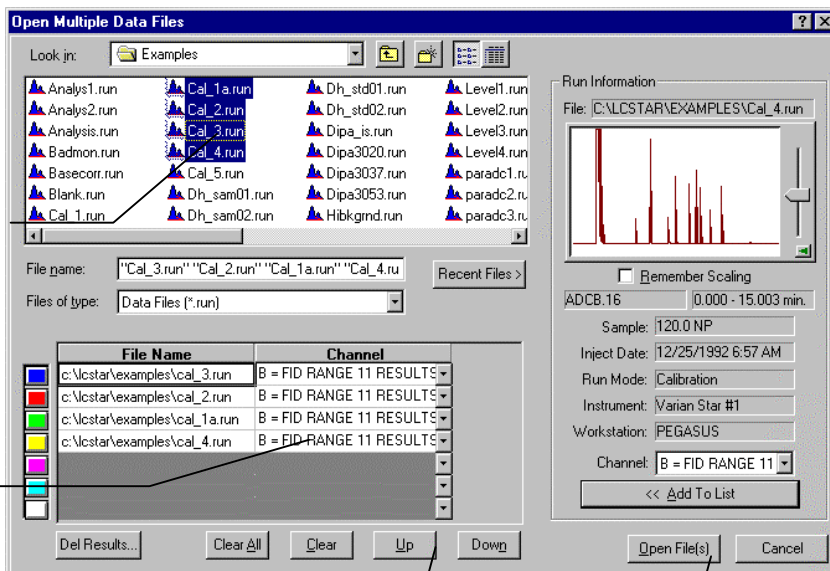 Open Multiple Data Files
Look in: Examples
Analys1.run Cal_1a.run Dh_std01.run Level1.run
Analys2.run Cal_2.run Dh_std02.run Level2.run
Analysis.run Cal_3.run Dipa_is.run Level3.run
Badmon.run Cal_4.run Dipa3020.run Level4.run
Basecorr.run Cal_5.run Dipa3037.run paradc1.ru
Blank.run Dh_sam01.run Dipa3053.run paradc2.ru
Cal_1.run Dh_sam02.run Hibkgrnd.run paradc3.ru
File name: "Cal_3.run" "Cal_2.run" "Cal_1a.run" "Cal_4.ru
Recent Files >
Files of type: Data Files (*.run)
File Name Channel
c:\lcstar\examples\cal_3.run B = FID RANGE 11 RESULTS
c:\lcstar\examples\cal_2.run B = FID RANGE 11 RESULTS
c:\lcstar\examples\cal_1a.run B = FID RANGE 11 RESULTS
c:\lcstar\examples\cal_4.run B = FID RANGE 11 RESULTS
Del Results... Clear All Clear Up Down
Run Information
File: C:\LCSTAR\EXAMPLES\Cal_4.run
Remember Scaling
ADCB.16 0.000 - 15.003 min.
Sample: 120.0 NP
Inject Date: 12/25/1992 6:57 AM
Run Mode: Calibration
Instrument: Varian Star #1
Workstation: PEGASUS
Channel: B = FID RANGE 11
<< Add To List
Open File(s) Cancel